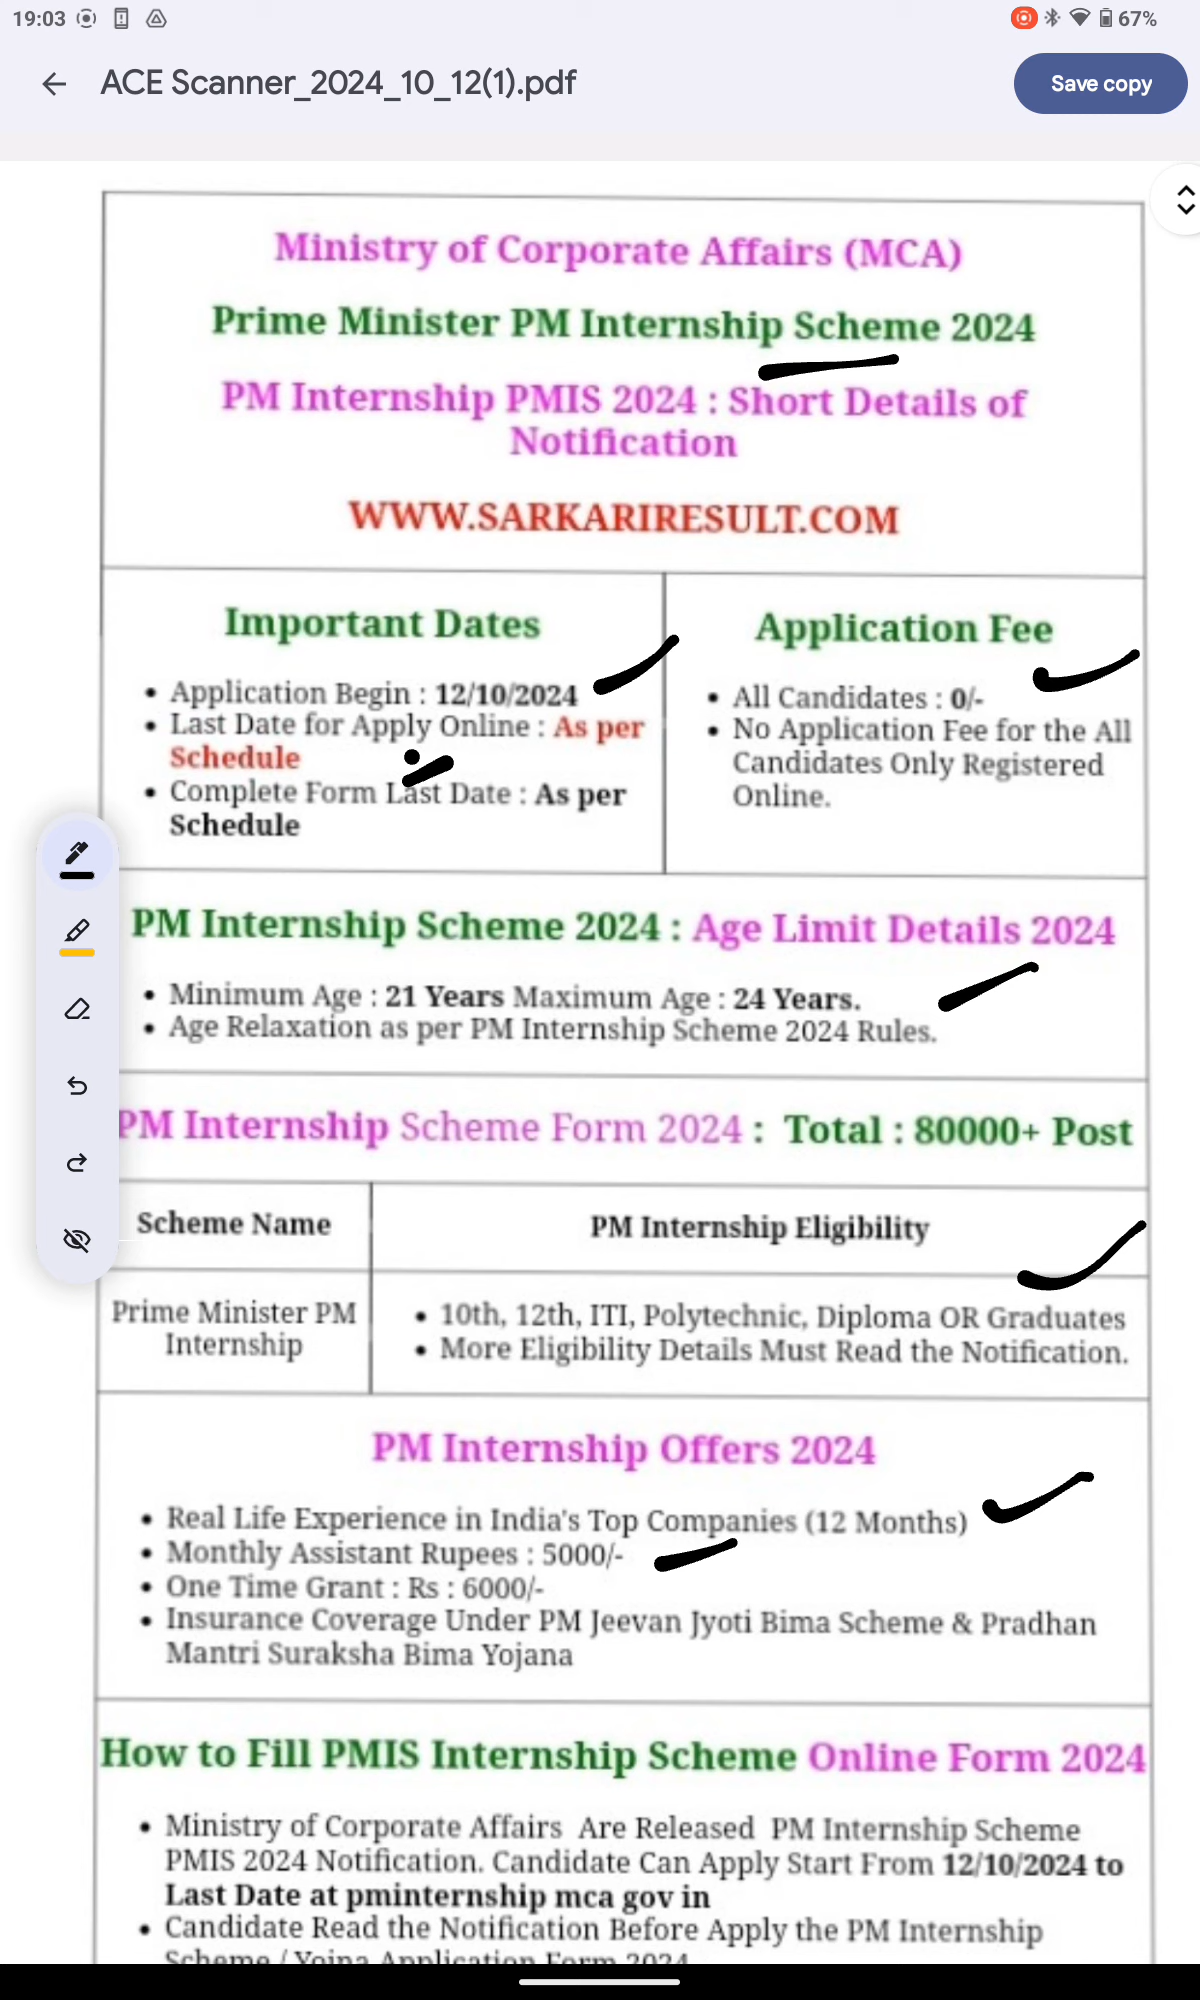 19:03
67%
ACE Scanner_2024_10_12(1).pdf
Save copy
Ministry of Corporate Affairs (MCA)
Prime Minister PM Internship Scheme 2024
PM Internship PMIS 2024 : Short Details of
Notification
WWW.SARKARIRESULT.COM
Important Dates
• Application Begin : 12/10/2024
• Last Date for Apply Online : As per
Schedule
• Complete Form Last Date : As per
Schedule
Application Fee
• All Candidates : 0/-
• No Application Fee for the All
Candidates Only Registered
Online.
PM Internship Scheme 2024 : Age Limit Details 2024
• Minimum Age : 21 Years Maximum Age : 24 Years.
• Age Relaxation as per PM Internship Scheme 2024 Rules.
PM Internship Scheme Form 2024 : Total : 80000+ Post
Scheme Name
PM Internship Eligibility
Prime Minister PM
Internship
• 10th, 12th, ITI, Polytechnic, Diploma OR Graduates
• More Eligibility Details Must Read the Notification.
PM Internship Offers 2024
• Real Life Experience in India's Top Companies (12 Months)
• Monthly Assistant Rupees : 5000/-
• One Time Grant : Rs : 6000/-
• Insurance Coverage Under PM Jeevan Jyoti Bima Scheme & Pradhan
Mantri Suraksha Bima Yojana
How to Fill PMIS Internship Scheme Online Form 2024
• Ministry of Corporate Affairs Are Released PM Internship Scheme
PMIS 2024 Notification. Candidate Can Apply Start From 12/10/2024 to
Last Date at pminternship mca gov in
• Candidate Read the Notification Before Apply the PM Internship
Scheme / Yojna Application Form 2024